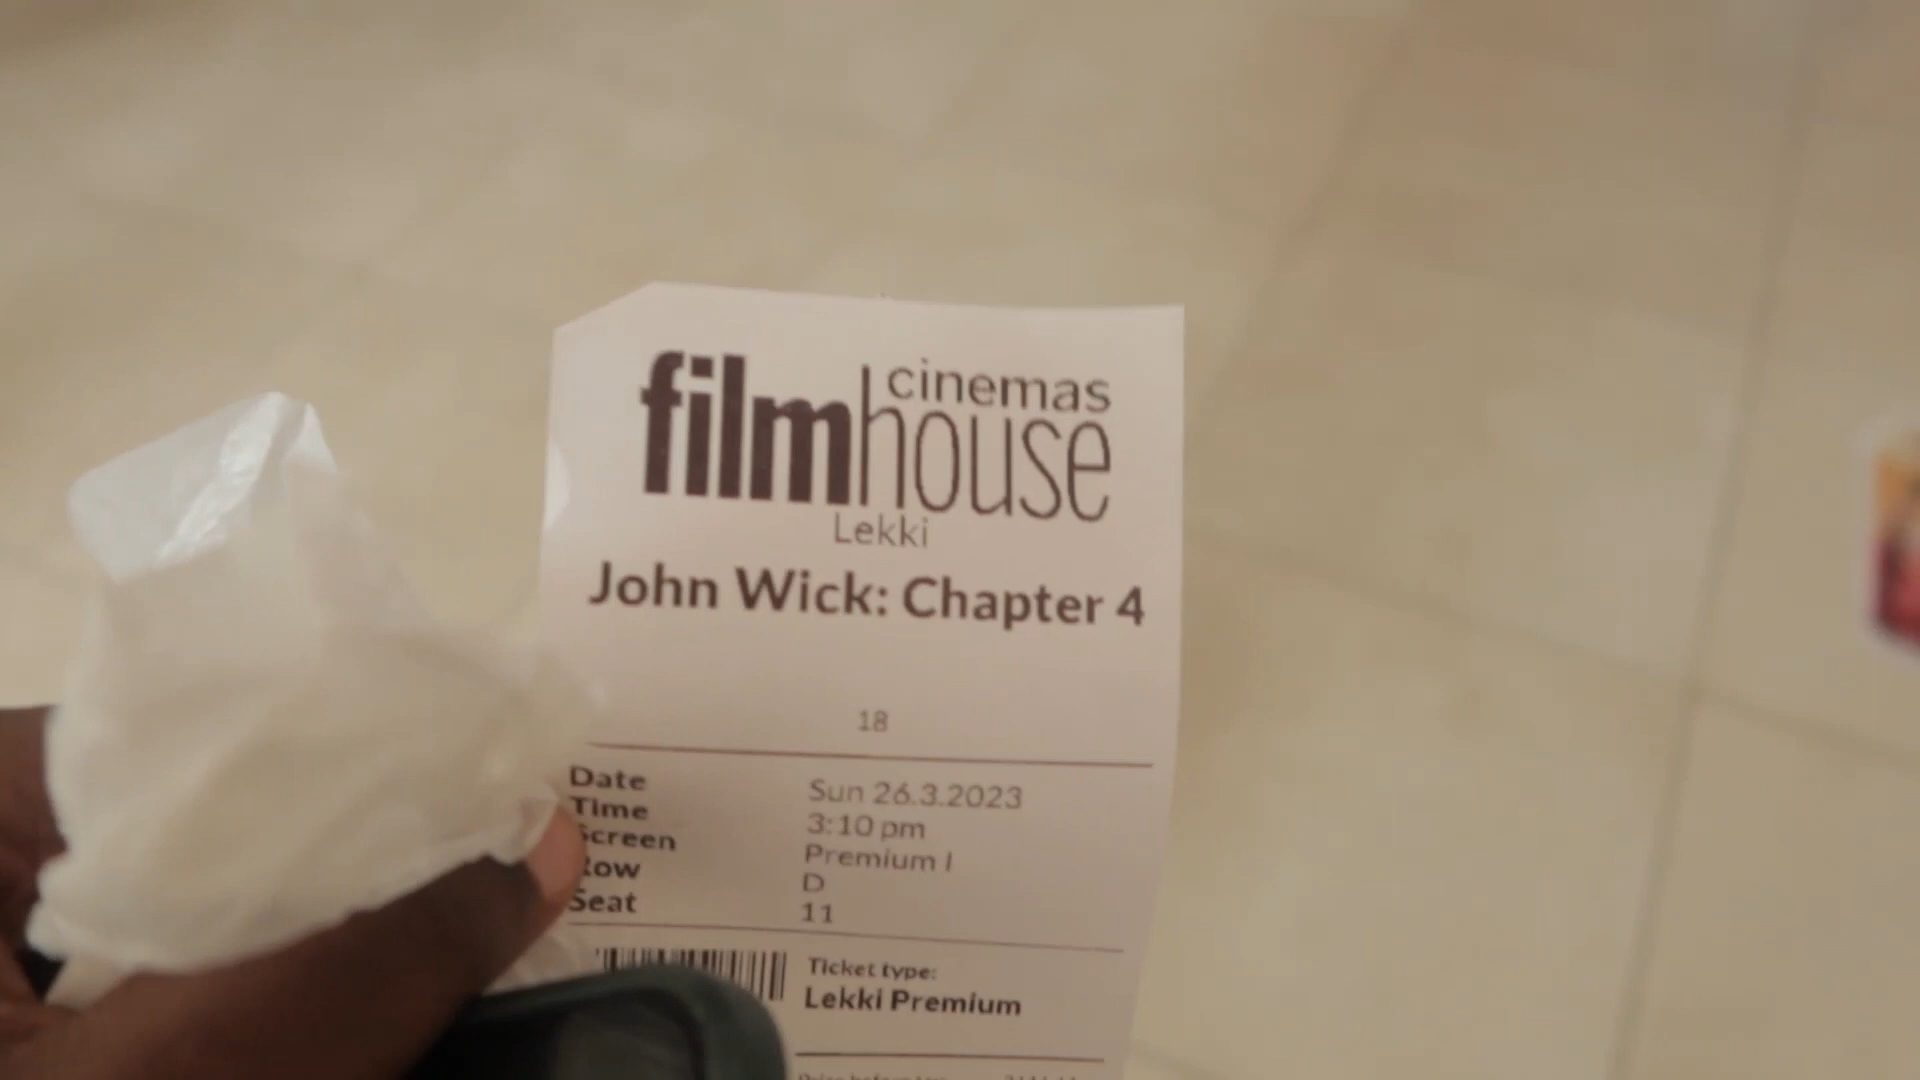 cinemas
filmhouse
Lekki
John Wick: Chapter 4
18
Date Sun 26.3.2023
Time 3:10 pm
Screen Premium I
Row D
Seat 11
Ticket type:
Lekki Premium